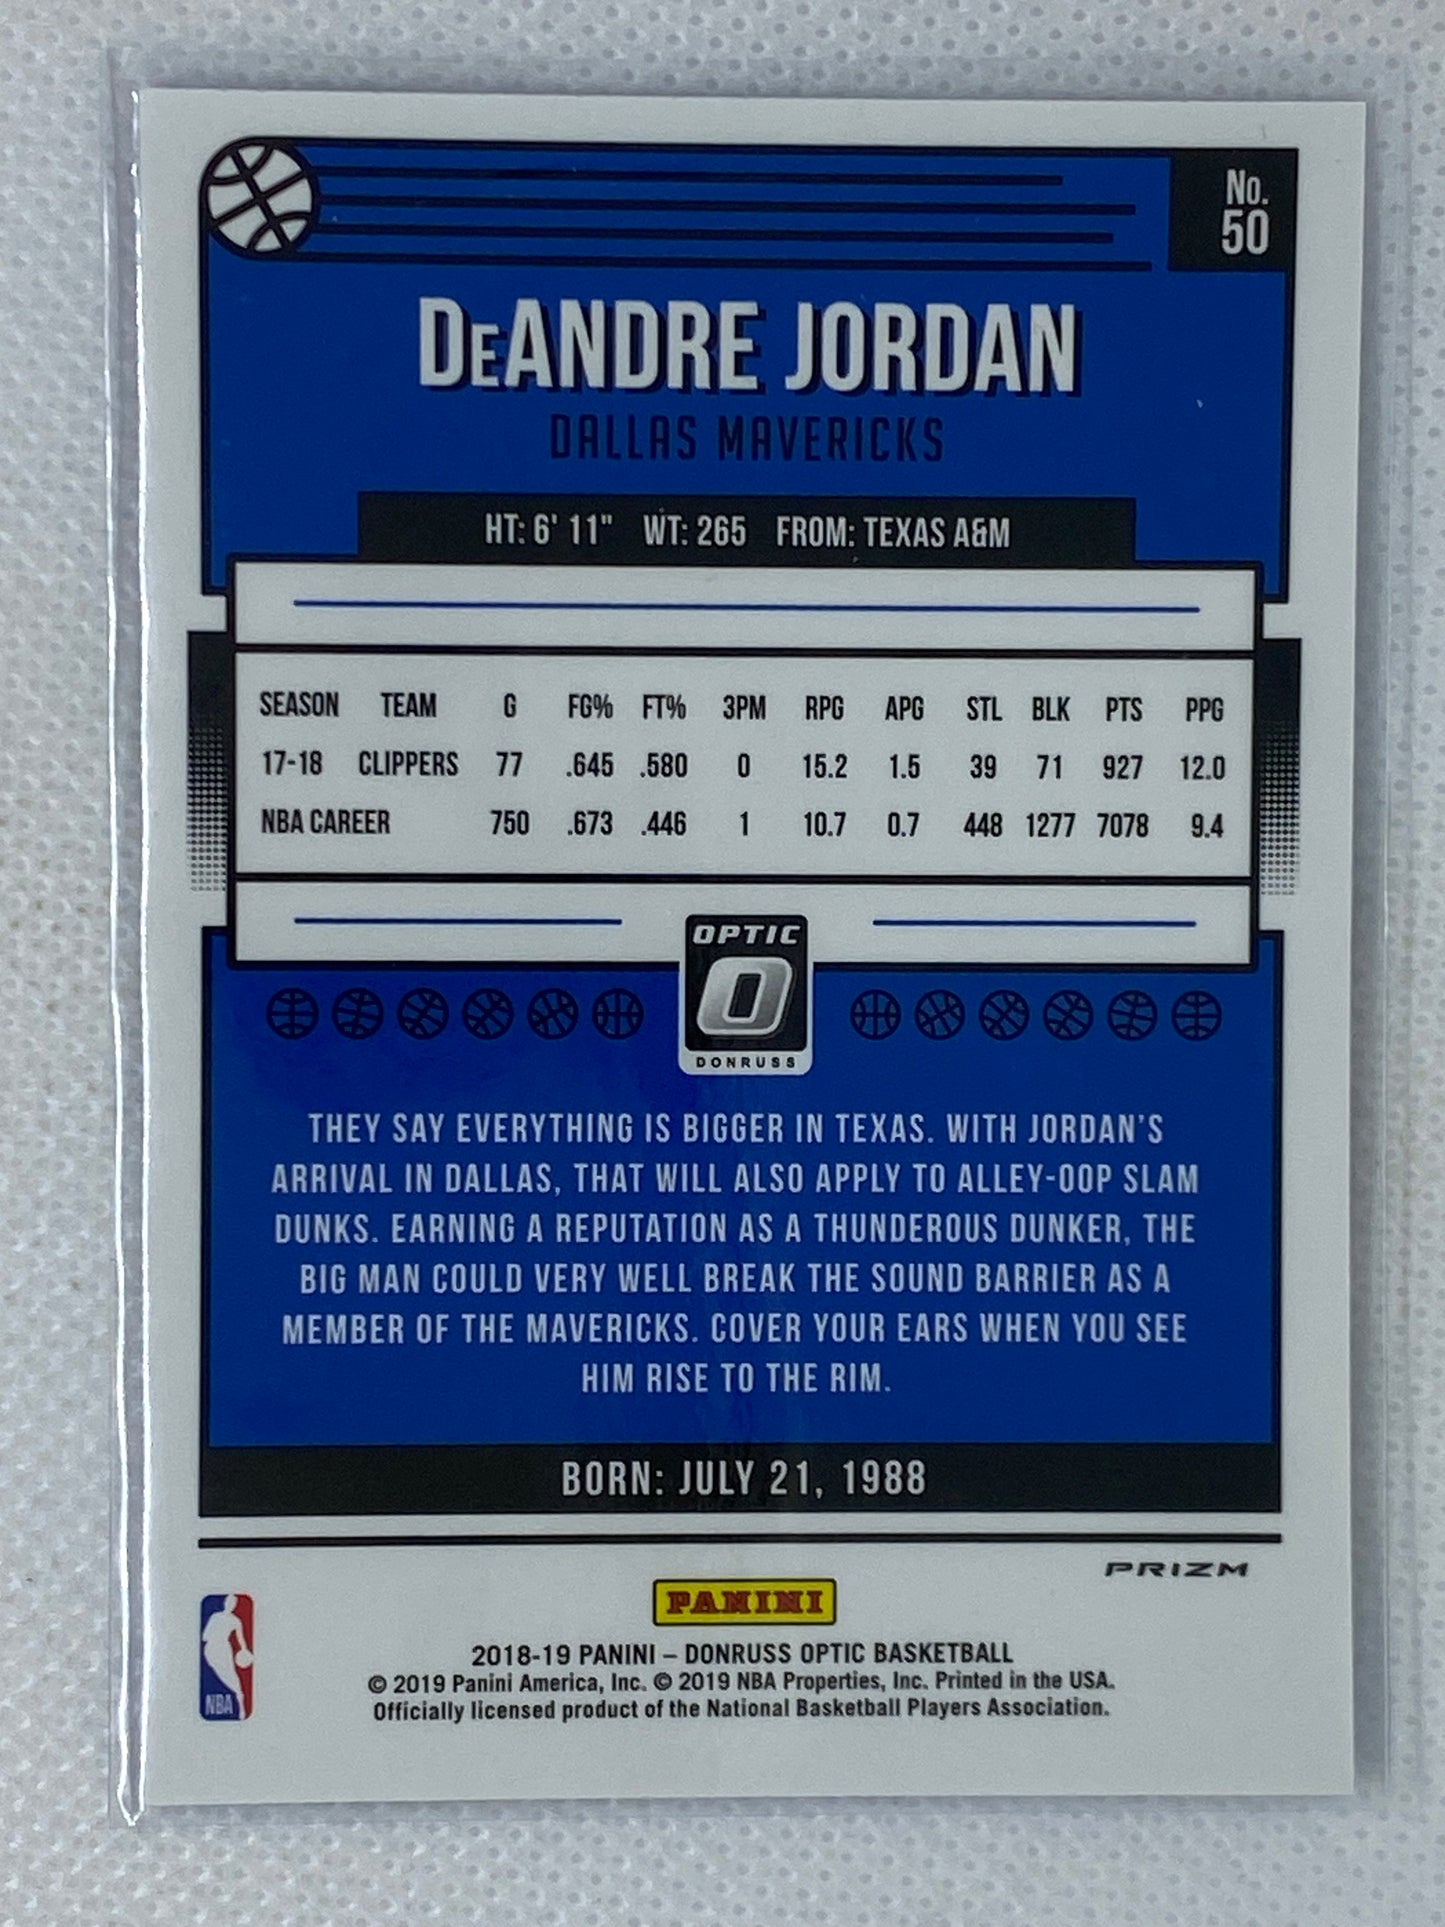 No.
50
DeANDRE JORDAN
DALLAS MAVERICKS
HT: 6' 11" WT: 265 FROM: TEXAS A&M
SEASON TEAM G FG% FT% 3PM RPG APG STL BLK PTS PPG
17-18 CLIPPERS 77 .645 .580 0 15.2 1.5 39 71 927 12.0
NBA CAREER 750 .673 .446 1 10.7 0.7 448 1277 7078 9.4
OPTIC
DONRUSS
THEY SAY EVERYTHING IS BIGGER IN TEXAS. WITH JORDAN'S
ARRIVAL IN DALLAS, THAT WILL ALSO APPLY TO ALLEY-OOP SLAM
DUNKS. EARNING A REPUTATION AS A THUNDEROUS DUNKER, THE
BIG MAN COULD VERY WELL BREAK THE SOUND BARRIER AS A
MEMBER OF THE MAVERICKS. COVER YOUR EARS WHEN YOU SEE
HIM RISE TO THE RIM.
BORN: JULY 21, 1988
PRIZM
PANINI
NBA
2018-19 PANINI – DONRUSS OPTIC BASKETBALL
© 2019 Panini America, Inc. © 2019 NBA Properties, Inc. Printed in the USA.
Officially licensed product of the National Basketball Players Association.